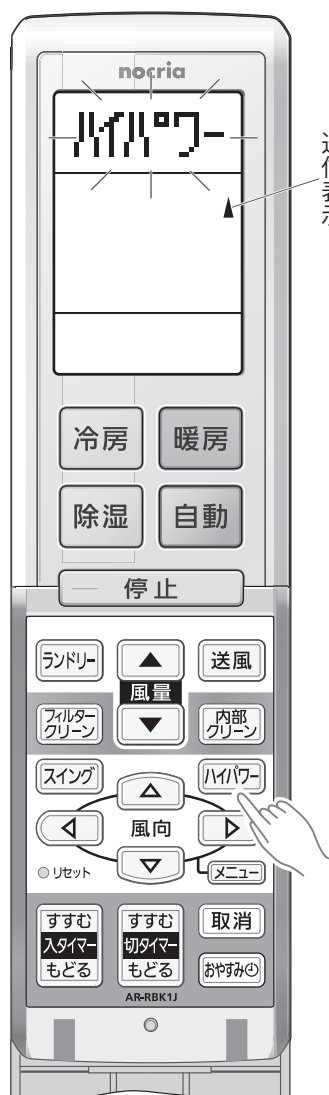 nocria
ハイパワー
冷房
暖房
除湿
自動
停止
ランドリー
風量
送風
フィルター
クリーン
内部
クリーン
スイング
ハイパワー
風向
リセット
メニュー
すすむ
入タイマー
もどる
すすむ
切タイマー
もどる
取消
おやすみ
AR-RBK1J